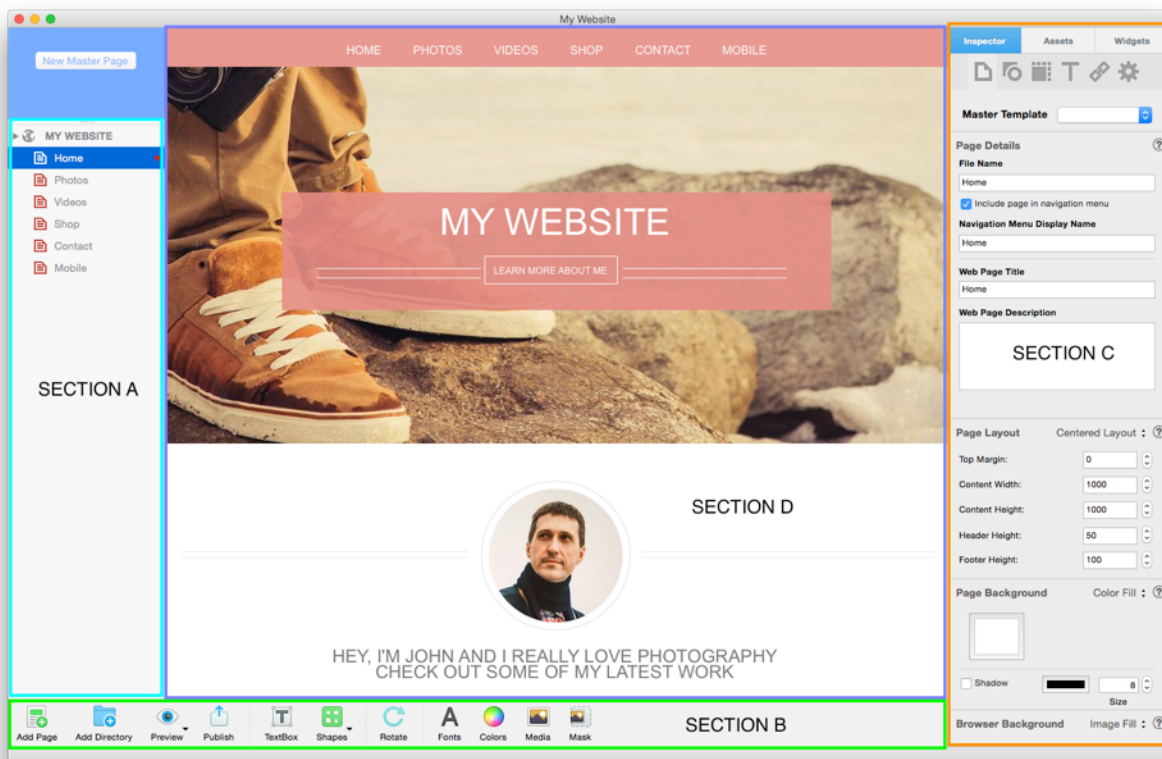 My Website
New Master Page
MY WEBSITE
Home
Photos
Videos
Shop
Contact
Mobile
SECTION A
HOME PHOTOS VIDEOS SHOP CONTACT MOBILE
MY WEBSITE
LEARN MORE ABOUT ME
SECTION D
HEY, I'M JOHN AND I REALLY LOVE PHOTOGRAPHY
CHECK OUT SOME OF MY LATEST WORK
Inspector Assets Widgets
T
Master Template
Page Details ?
File Name
Home
Include page in navigation menu
Navigation Menu Display Name
Home
Web Page Title
Home
Web Page Description
SECTION C
Page Layout Centered Layout ?
Top Margin: 0
Content Width: 1000
Content Height: 1000
Header Height: 50
Footer Height: 100
Page Background Color Fill ?
Shadow 8
Size
Browser Background Image Fill ?
T A
Add Page Add Directory Preview Publish TextBox Shapes Rotate Fonts Colors Media Mask
SECTION B